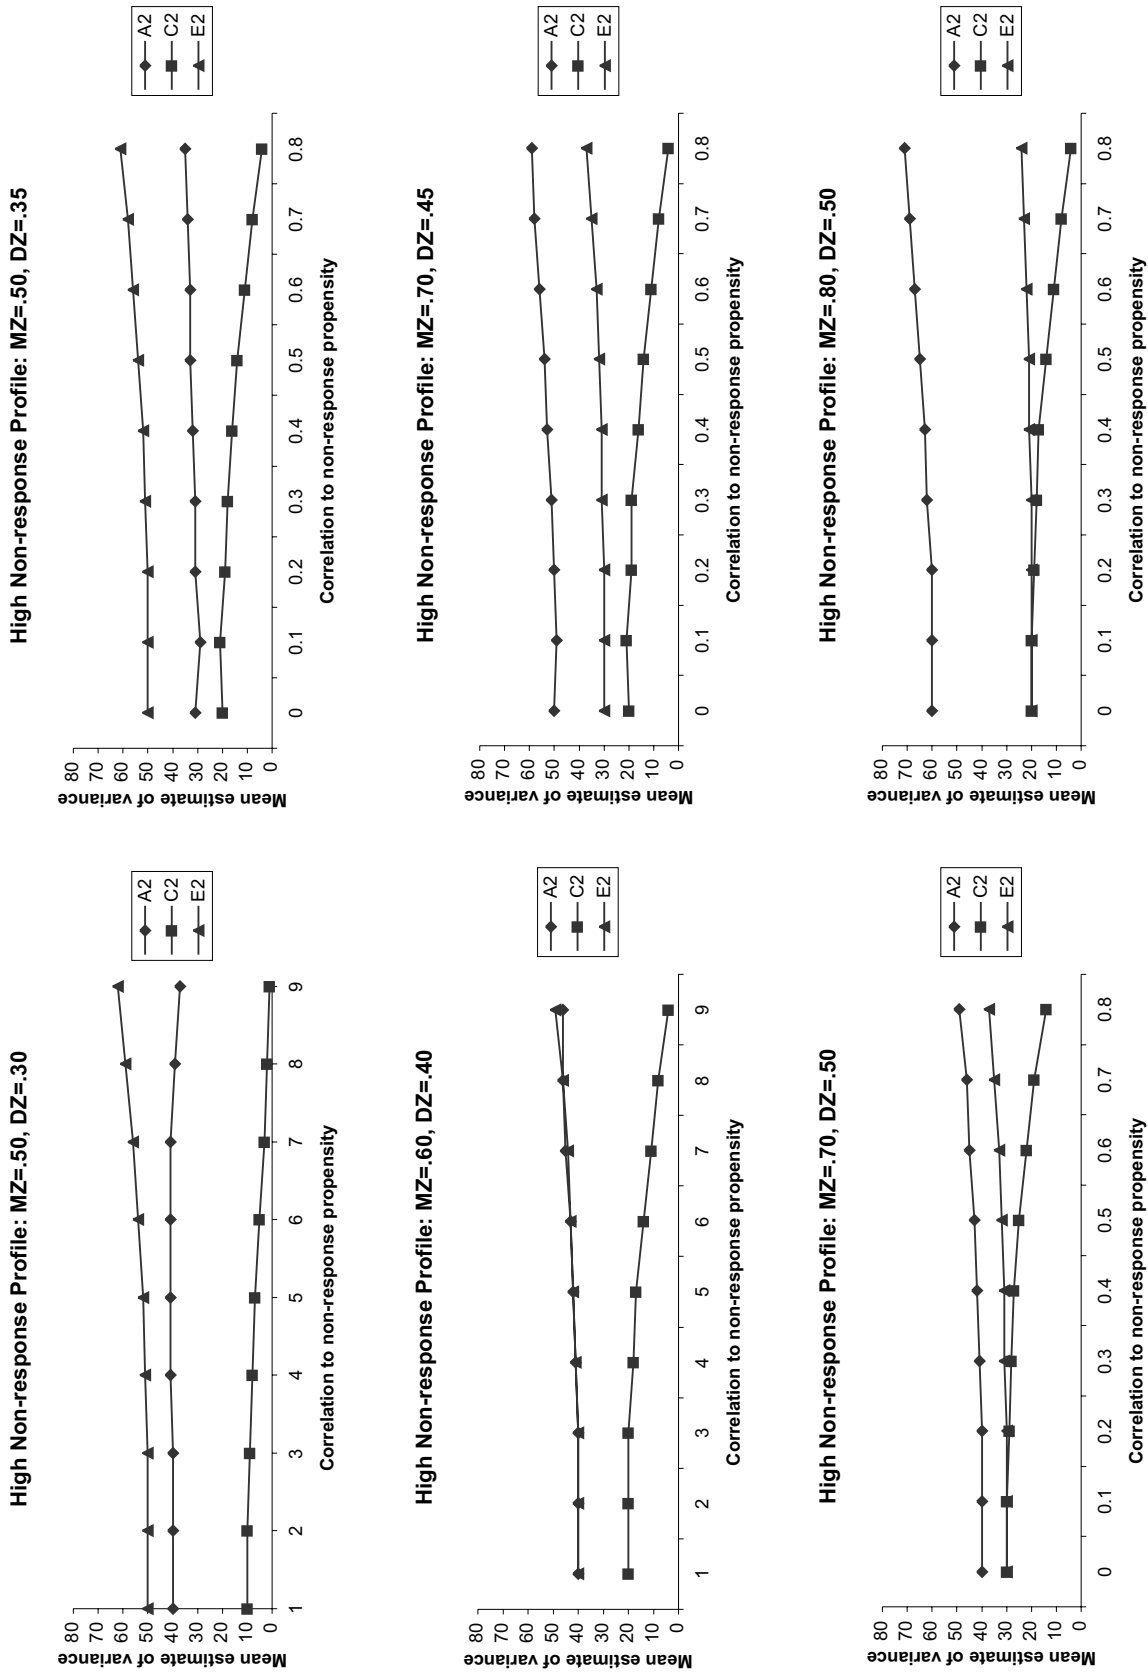 High Non-response Profile: MZ=.50, DZ=.30
Mean estimate of variance
80
70
60
50
40
30
20
10
0
1 2 3 4 5 6 7 8 9
Correlation to non-response propensity
A2
C2
E2
High Non-response Profile: MZ=.50, DZ=.35
Mean estimate of variance
80
70
60
50
40
30
20
10
0
0 0.1 0.2 0.3 0.4 0.5 0.6 0.7 0.8
Correlation to non-response propensity
A2
C2
E2
High Non-response Profile: MZ=.60, DZ=.40
Mean estimate of variance
80
70
60
50
40
30
20
10
0
1 2 3 4 5 6 7 8 9
Correlation to non-response propensity
A2
C2
E2
High Non-response Profile: MZ=.70, DZ=.45
Mean estimate of variance
80
70
60
50
40
30
20
10
0
0 0.1 0.2 0.3 0.4 0.5 0.6 0.7 0.8
Correlation to non-response propensity
A2
C2
E2
High Non-response Profile: MZ=.70, DZ=.50
Mean estimate of variance
80
70
60
50
40
30
20
10
0
0 0.1 0.2 0.3 0.4 0.5 0.6 0.7 0.8
Correlation to non-response propensity
A2
C2
E2
High Non-response Profile: MZ=.80, DZ=.50
Mean estimate of variance
80
70
60
50
40
30
20
10
0
0 0.1 0.2 0.3 0.4 0.5 0.6 0.7 0.8
Correlation to non-response propensity
A2
C2
E2